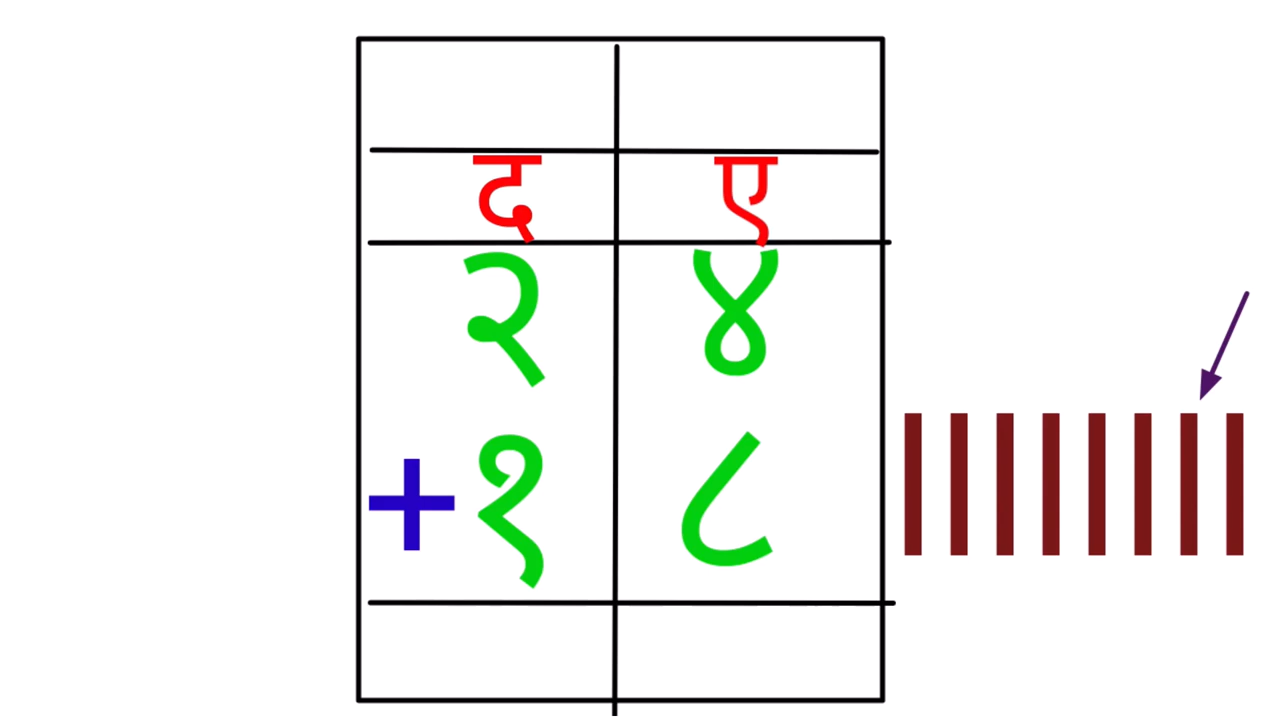 द ए
२ ४
+ १ ८